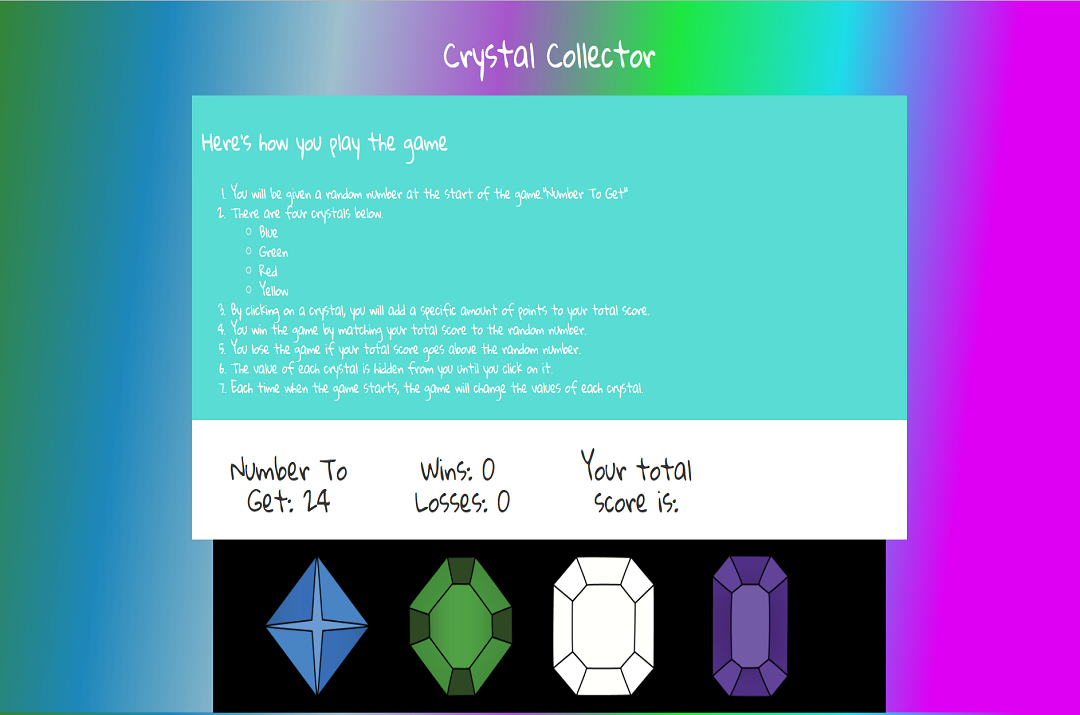 Crystal Collector
Here's how you play the game
1. You will be given a random number at the start of the game."Number To Get"
2. There are four crystals below.
o Blue
o Green
o Red
o Yellow
3. By clicking on a crystal, you will add a specific amount of points to your total score.
4. You win the game by matching your total score to the random number.
5. You lose the game if your total score goes above the random number.
6. The value of each crystal is hidden from you until you click on it.
7. Each time when the game starts, the game will change the values of each crystal.
Number To Wins: 0 Your total
Get: 24 Losses: 0 score is: